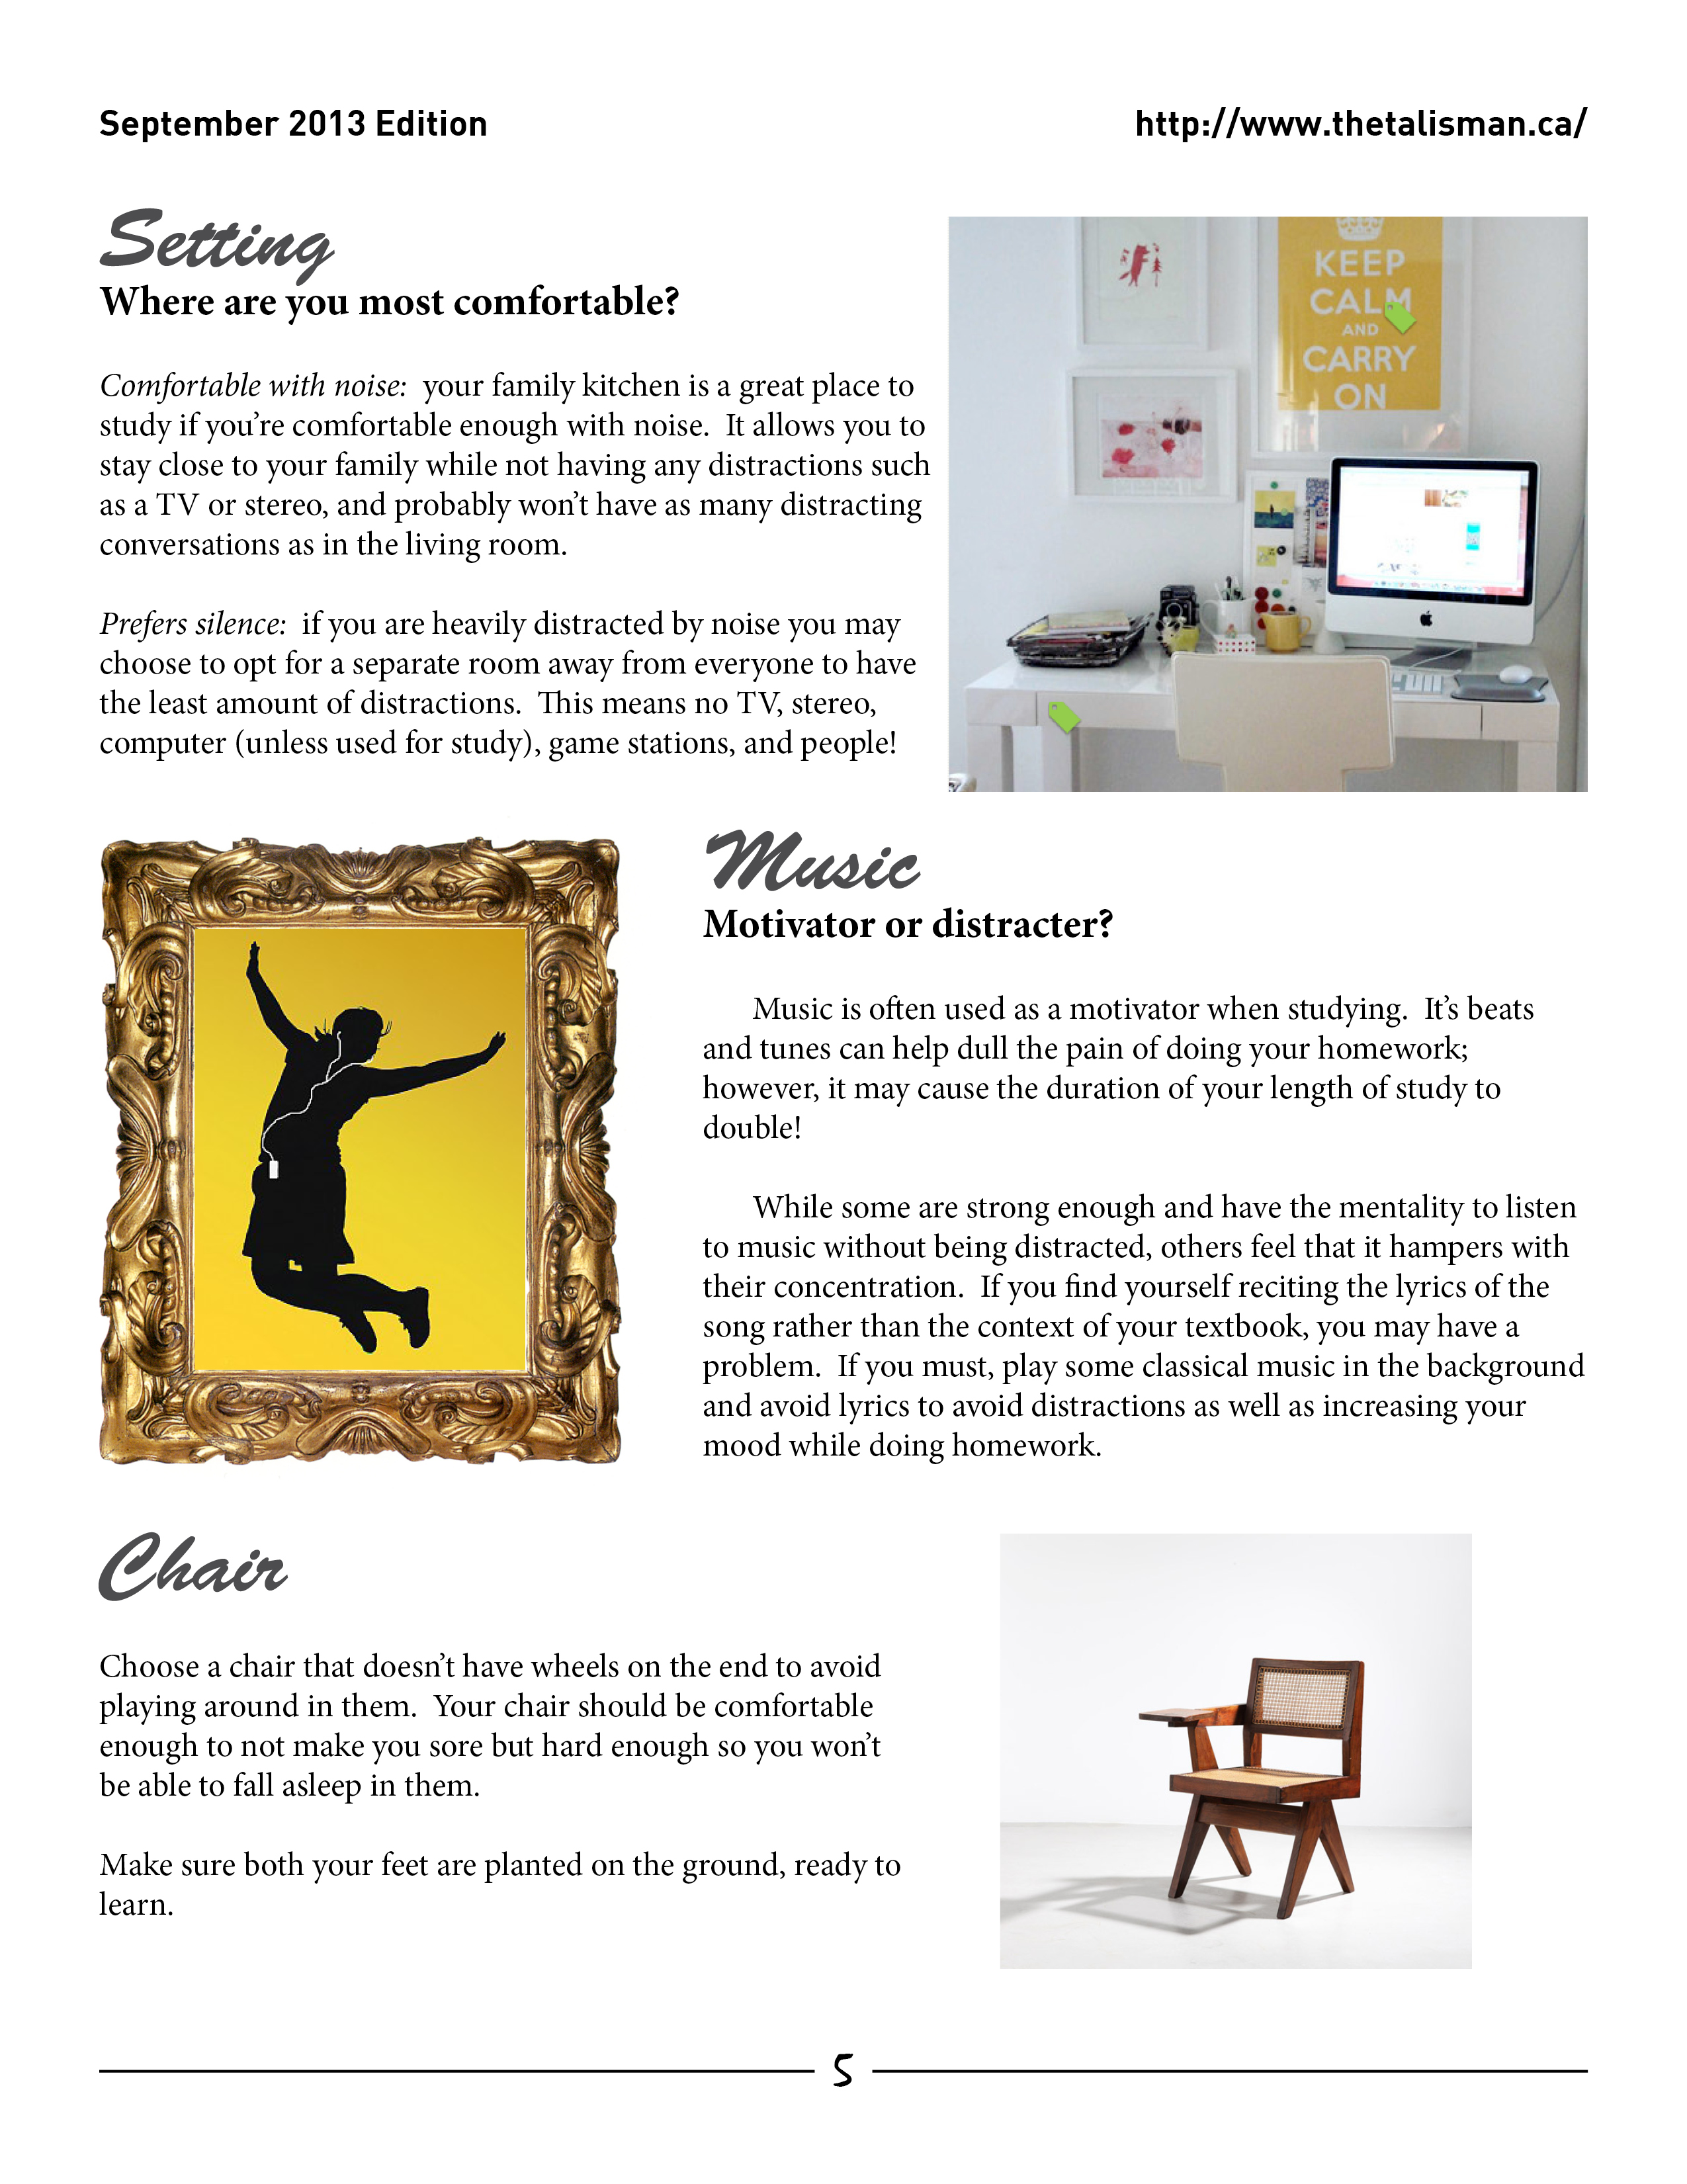 September 2013 Edition
http://www.thetalisman.ca/
Setting
Where are you most comfortable?
Comfortable with noise:  your family kitchen is a great place to
study if you’re comfortable enough with noise.  It allows you to
stay close to your family while not having any distractions such
as a TV or stereo, and probably won’t have as many distracting
conversations as in the living room.
Prefers silence:  if you are heavily distracted by noise you may
choose to opt for a separate room away from everyone to have
the least amount of distractions.  This means no TV, stereo,
computer (unless used for study), game stations, and people!
KEEP
CALM
AND
CARRY
ON
Music
Motivator or distracter?
Music is often used as a motivator when studying.  It’s beats
and tunes can help dull the pain of doing your homework;
however, it may cause the duration of your length of study to
double!
While some are strong enough and have the mentality to listen
to music without being distracted, others feel that it hampers with
their concentration.  If you find yourself reciting the lyrics of the
song rather than the context of your textbook, you may have a
problem.  If you must, play some classical music in the background
and avoid lyrics to avoid distractions as well as increasing your
mood while doing homework.
Chair
Choose a chair that doesn’t have wheels on the end to avoid
playing around in them.  Your chair should be comfortable
enough to not make you sore but hard enough so you won’t
be able to fall asleep in them.
Make sure both your feet are planted on the ground, ready to
learn.
5